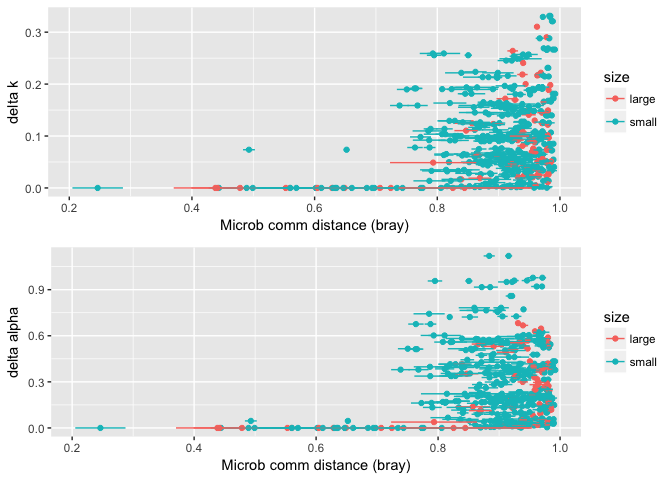 0.3
0.2
0.1
0.0
delta k
0.2
0.4
0.6
0.8
1.0
Microb comm distance (bray)
size
large
small
0.9
0.6
0.3
0.0
delta alpha
0.2
0.4
0.6
0.8
1.0
Microb comm distance (bray)
size
large
small